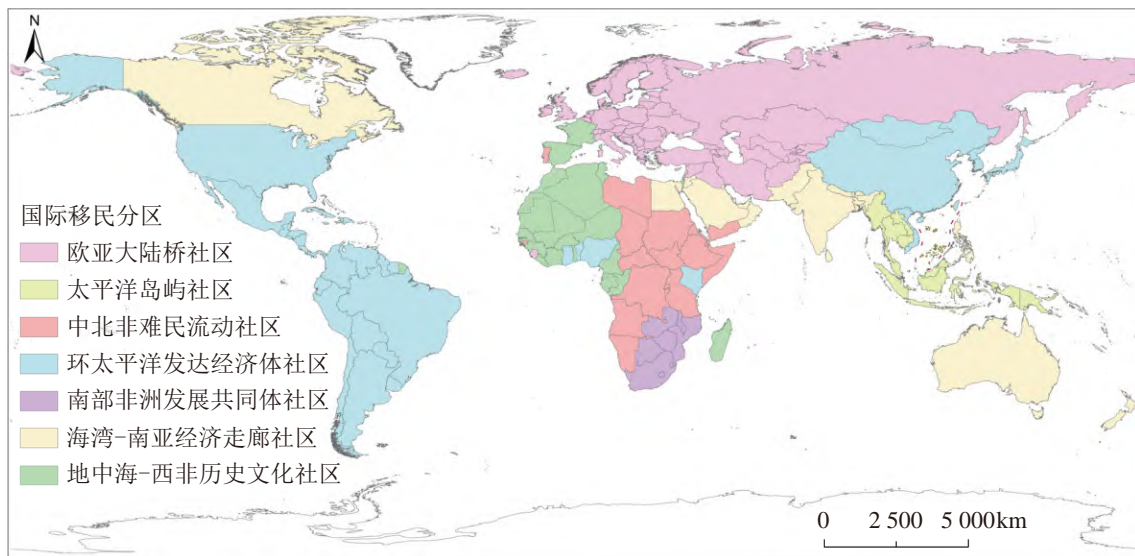 N
国际移民分区
欧亚大陆桥社区
太平洋岛屿社区
中北非难民流动社区
环太平洋发达经济体社区
南部非洲发展共同体社区
海湾-南亚经济走廊社区
地中海-西非历史文化社区
0 2 500 5 000km